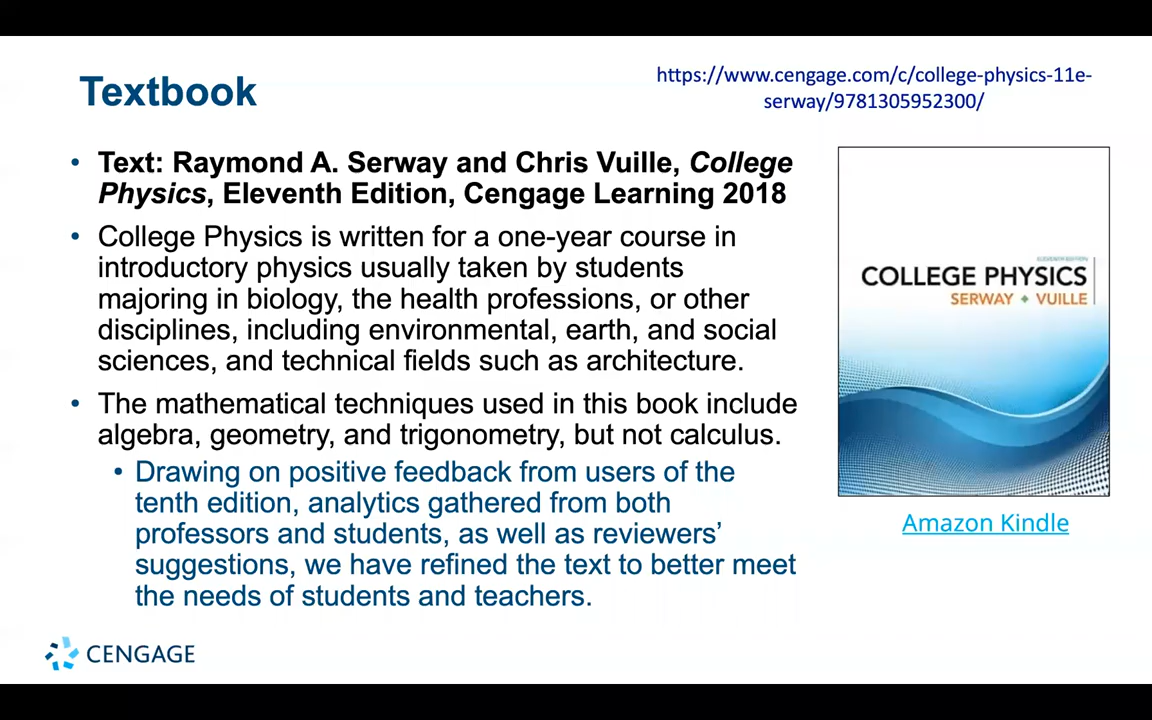 Textbook
https://www.cengage.com/c/college-physics-11e-
serway/9781305952300/
• Text: Raymond A. Serway and Chris Vuille, College
Physics, Eleventh Edition, Cengage Learning 2018
• College Physics is written for a one-year course in
introductory physics usually taken by students
majoring in biology, the health professions, or other
disciplines, including environmental, earth, and social
sciences, and technical fields such as architecture.
• The mathematical techniques used in this book include
algebra, geometry, and trigonometry, but not calculus.
• Drawing on positive feedback from users of the
tenth edition, analytics gathered from both
professors and students, as well as reviewers’
suggestions, we have refined the text to better meet
the needs of students and teachers.
ELEVENTH EDITION
COLLEGE PHYSICS
SERWAY VUILLE
Amazon Kindle
CENGAGE